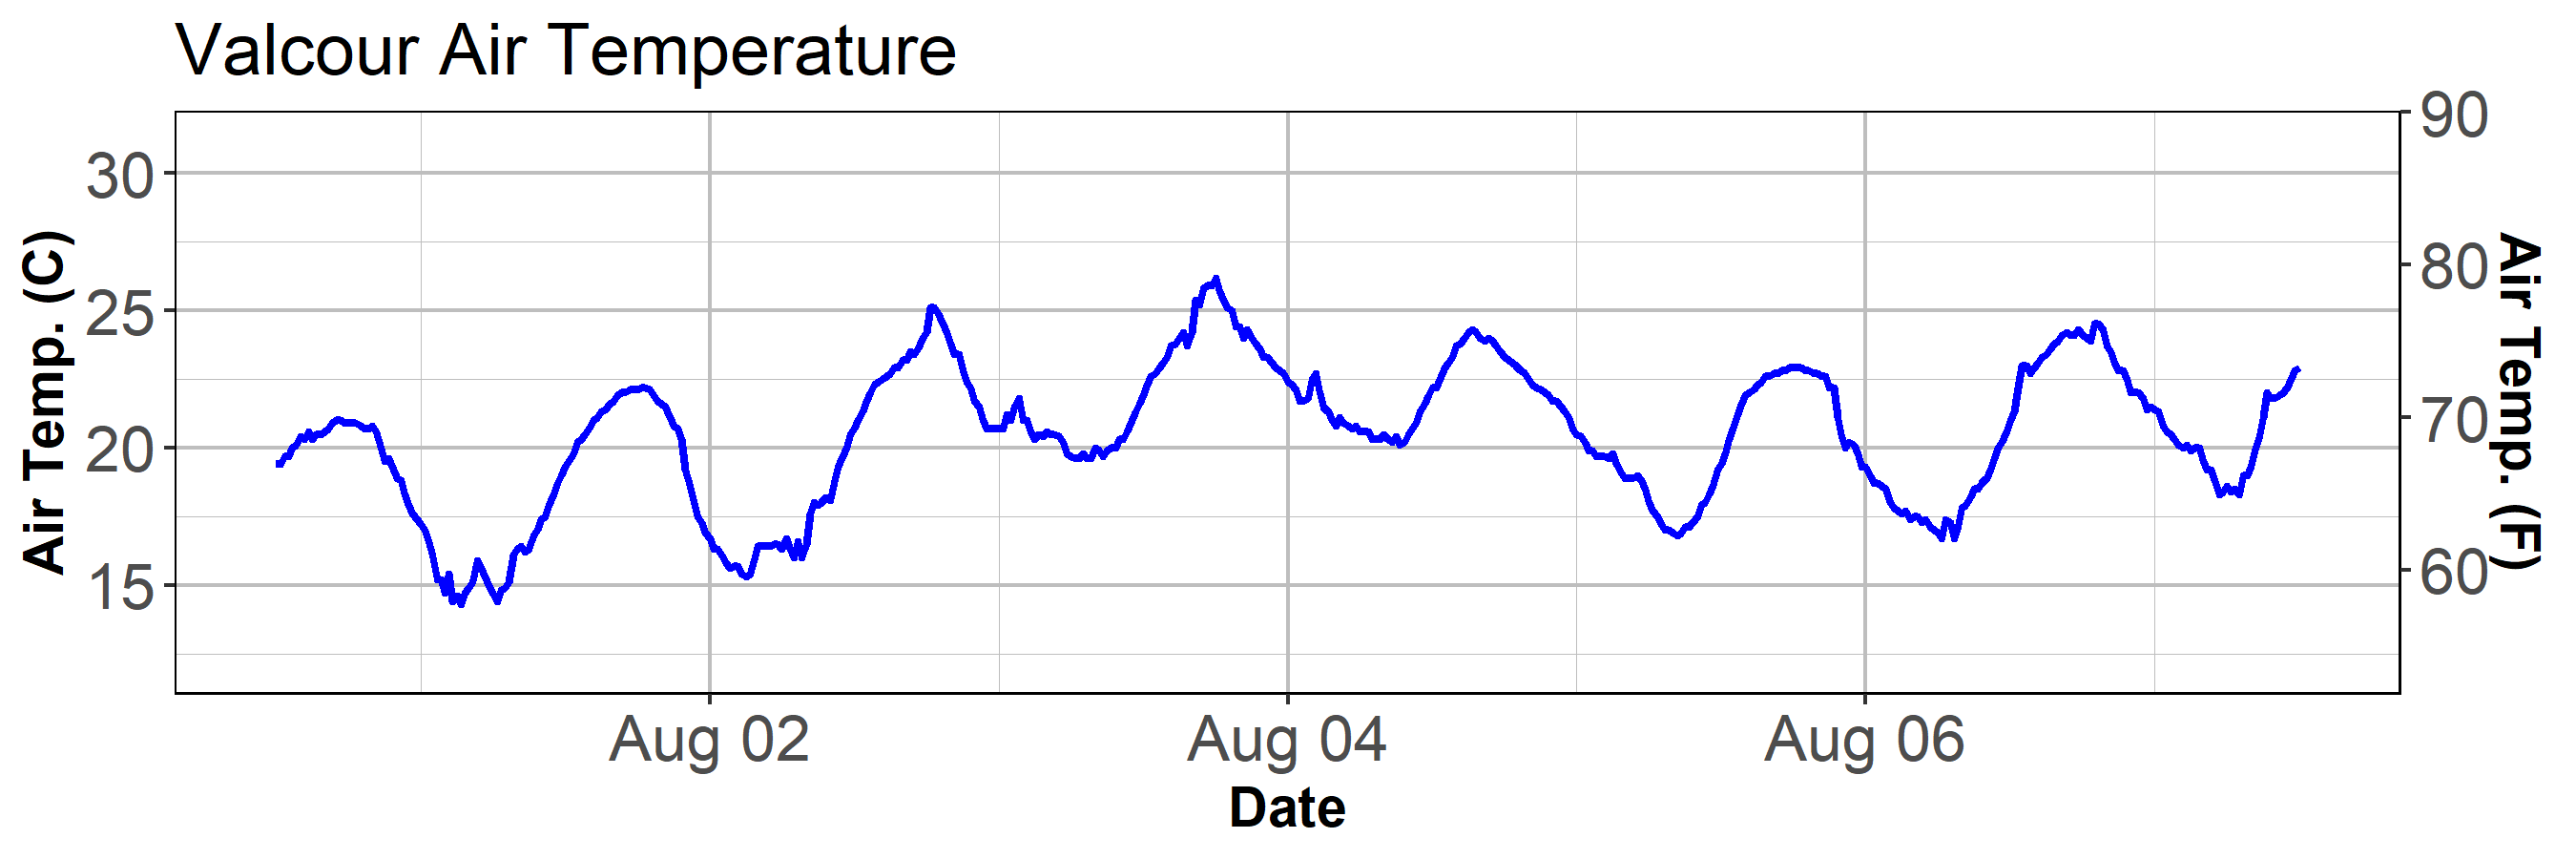 Valcour Air Temperature
Air Temp. (C)
30
25
20
15
90
80
70
60
Air Temp. (F)
Aug 02
Aug 04
Aug 06
Date